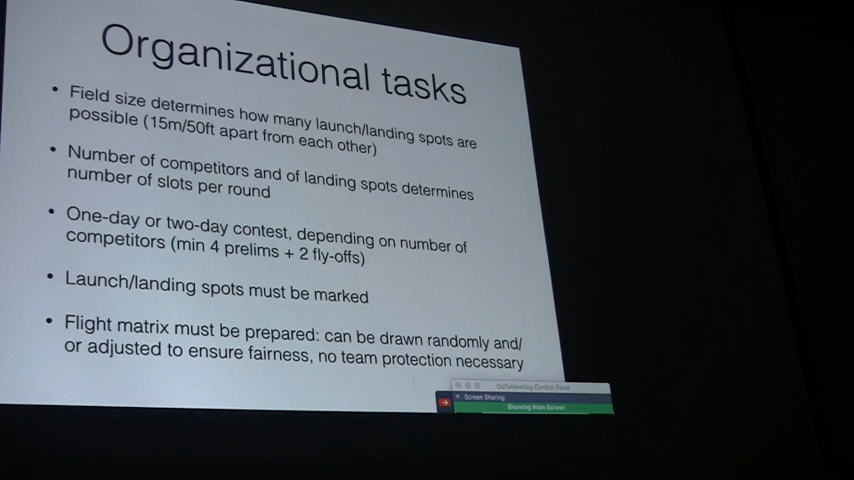 Organizational tasks
• Field size determines how many launch/landing spots are
possible (15m/50ft apart from each other)
• Number of competitors and of landing spots determines
number of slots per round
• One-day or two-day contest, depending on number of
competitors (min 4 prelims + 2 fly-offs)
• Launch/landing spots must be marked
• Flight matrix must be prepared: can be drawn randomly and/
or adjusted to ensure fairness, no team protection necessary
GoToMeeting Control Panel
Screen Sharing
Showing Main Screen